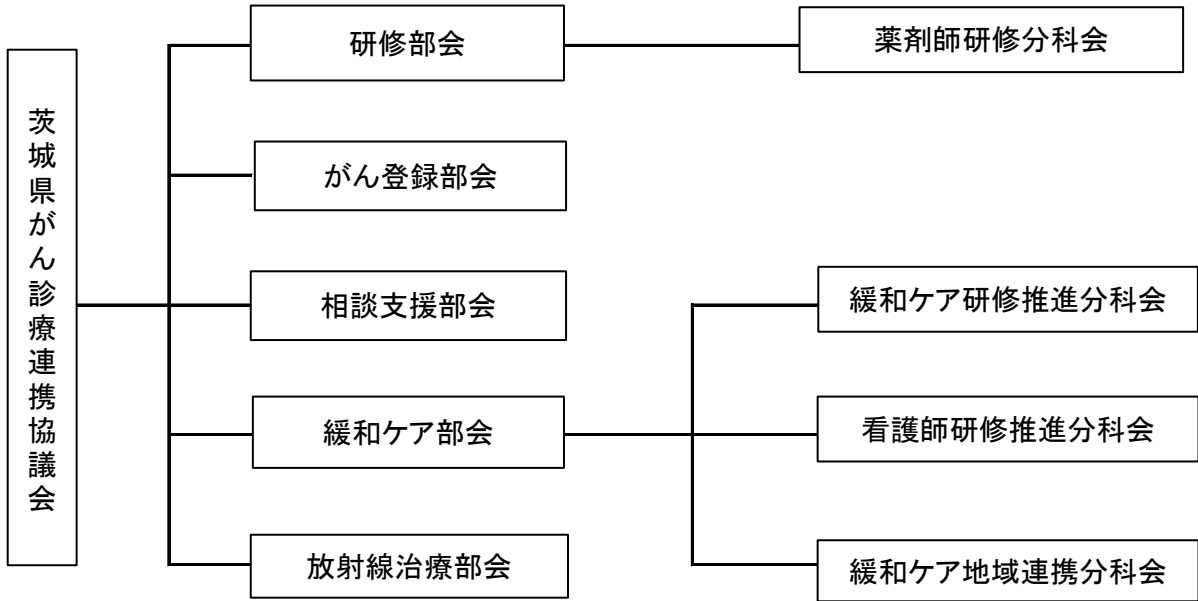 茨城県がん診療連携協議会
研修部会
薬剤師研修分科会
がん登録部会
相談支援部会
緩和ケア研修推進分科会
緩和ケア部会
看護師研修推進分科会
放射線治療部会
緩和ケア地域連携分科会